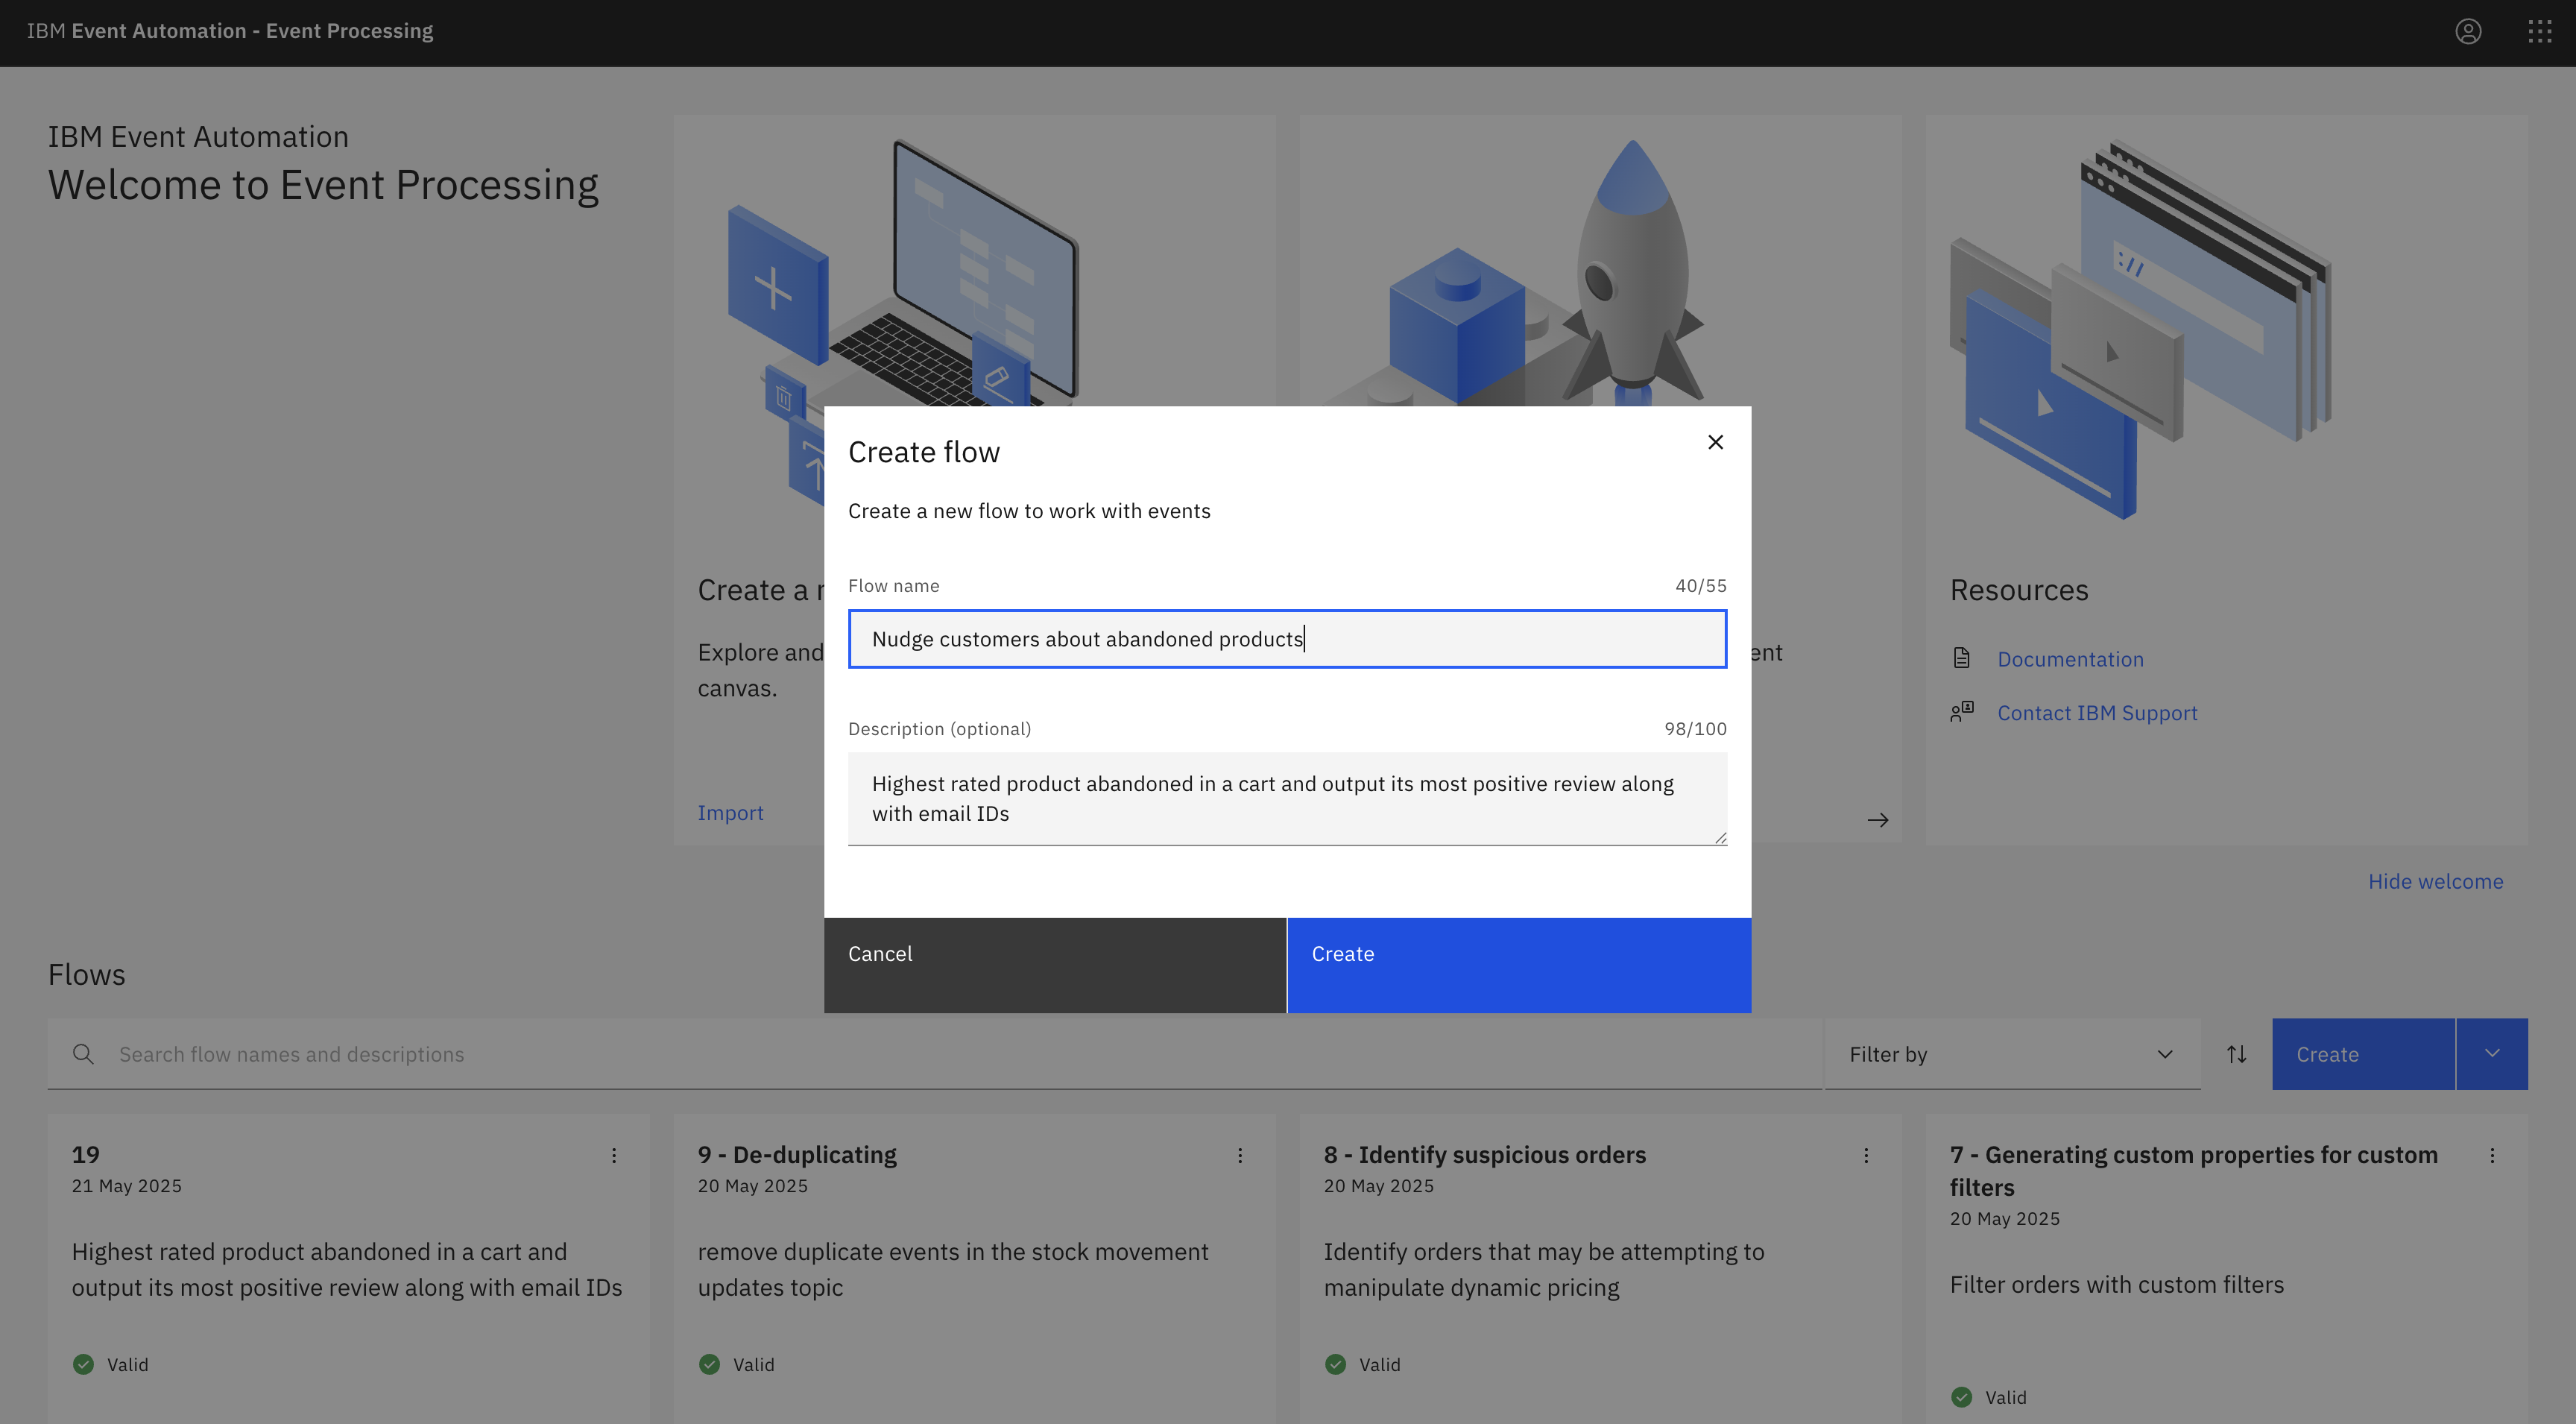 IBM Event Automation - Event Processing
IBM Event Automation
Welcome to Event Processing
Create flow
Create a new flow to work with events
Flow name 40/55
Nudge customers about abandoned products
Description (optional) 98/100
Highest rated product abandoned in a cart and output its most positive review along
with email IDs
Cancel Create
Create a
Explore and
canvas.
Import
ent
Resources
Documentation
Contact IBM Support
Hide welcome
Flows
Search flow names and descriptions
Filter by
Create
19
21 May 2025
Highest rated product abandoned in a cart and
output its most positive review along with email IDs
Valid
9 - De-duplicating
20 May 2025
remove duplicate events in the stock movement
updates topic
Valid
8 - Identify suspicious orders
20 May 2025
Identify orders that may be attempting to
manipulate dynamic pricing
Valid
7 - Generating custom properties for custom
filters
20 May 2025
Filter orders with custom filters
Valid